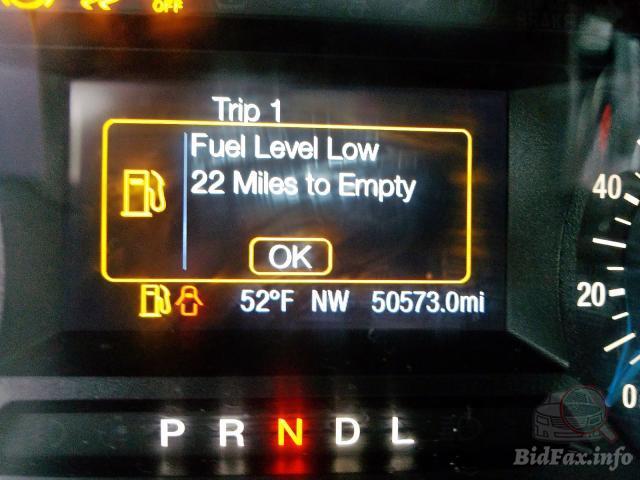 OFF
BRAKE
Trip 1
Fuel Level Low
22 Miles to Empty
OK
52°F NW 50573.0mi
40
20
0
P R N D L
BidFax.info